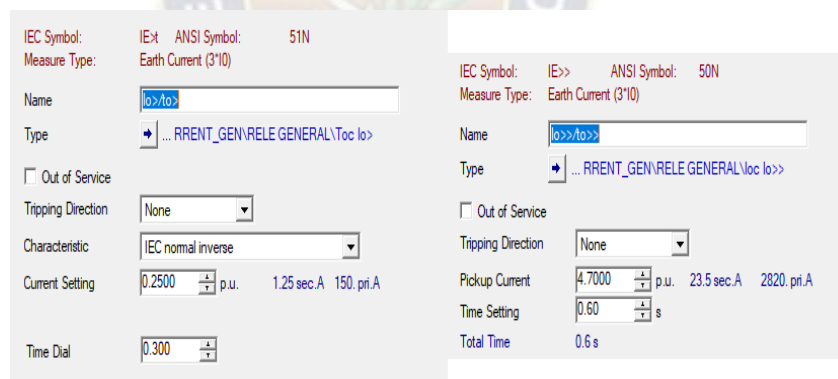 IEC Symbol: IE>t ANSI Symbol: 51N
Measure Type: Earth Current (3*I0)
Name Io>/to>
Type ... RRENT_GEN\RELE GENERAL\Toc Io>
Out of Service
Tripping Direction None
Characteristic IEC normal inverse
Current Setting 0.2500 p.u. 1.25 sec.A 150. pri.A
Time Dial 0.300
IEC Symbol: IE>> ANSI Symbol: 50N
Measure Type: Earth Current (3*I0)
Name Io>>/to>>
Type ... RRENT_GEN\RELE GENERAL\Ioc Io>>
Out of Service
Tripping Direction None
Pickup Current 4.7000 p.u. 23.5 sec.A 2820. pri.A
Time Setting 0.60 s
Total Time 0.6 s